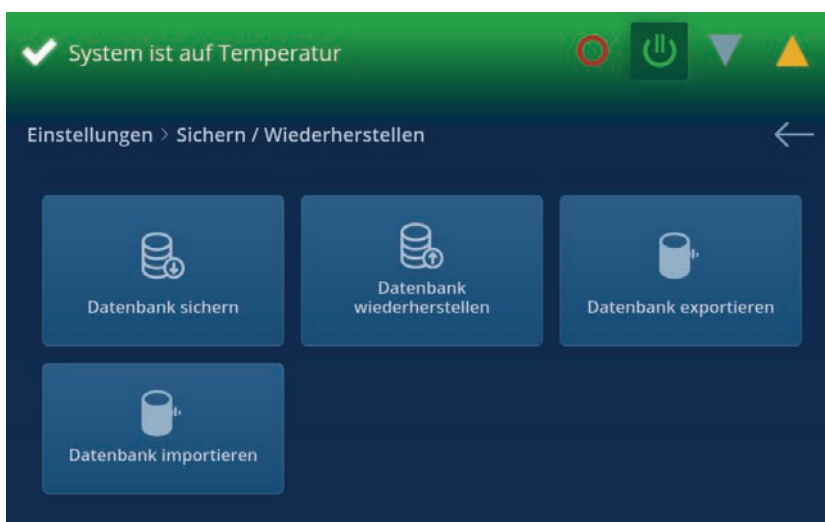 System ist auf Temperatur
Einstellungen > Sichern / Wiederherstellen
Datenbank sichern
Datenbank
wiederherstellen
Datenbank exportieren
Datenbank importieren